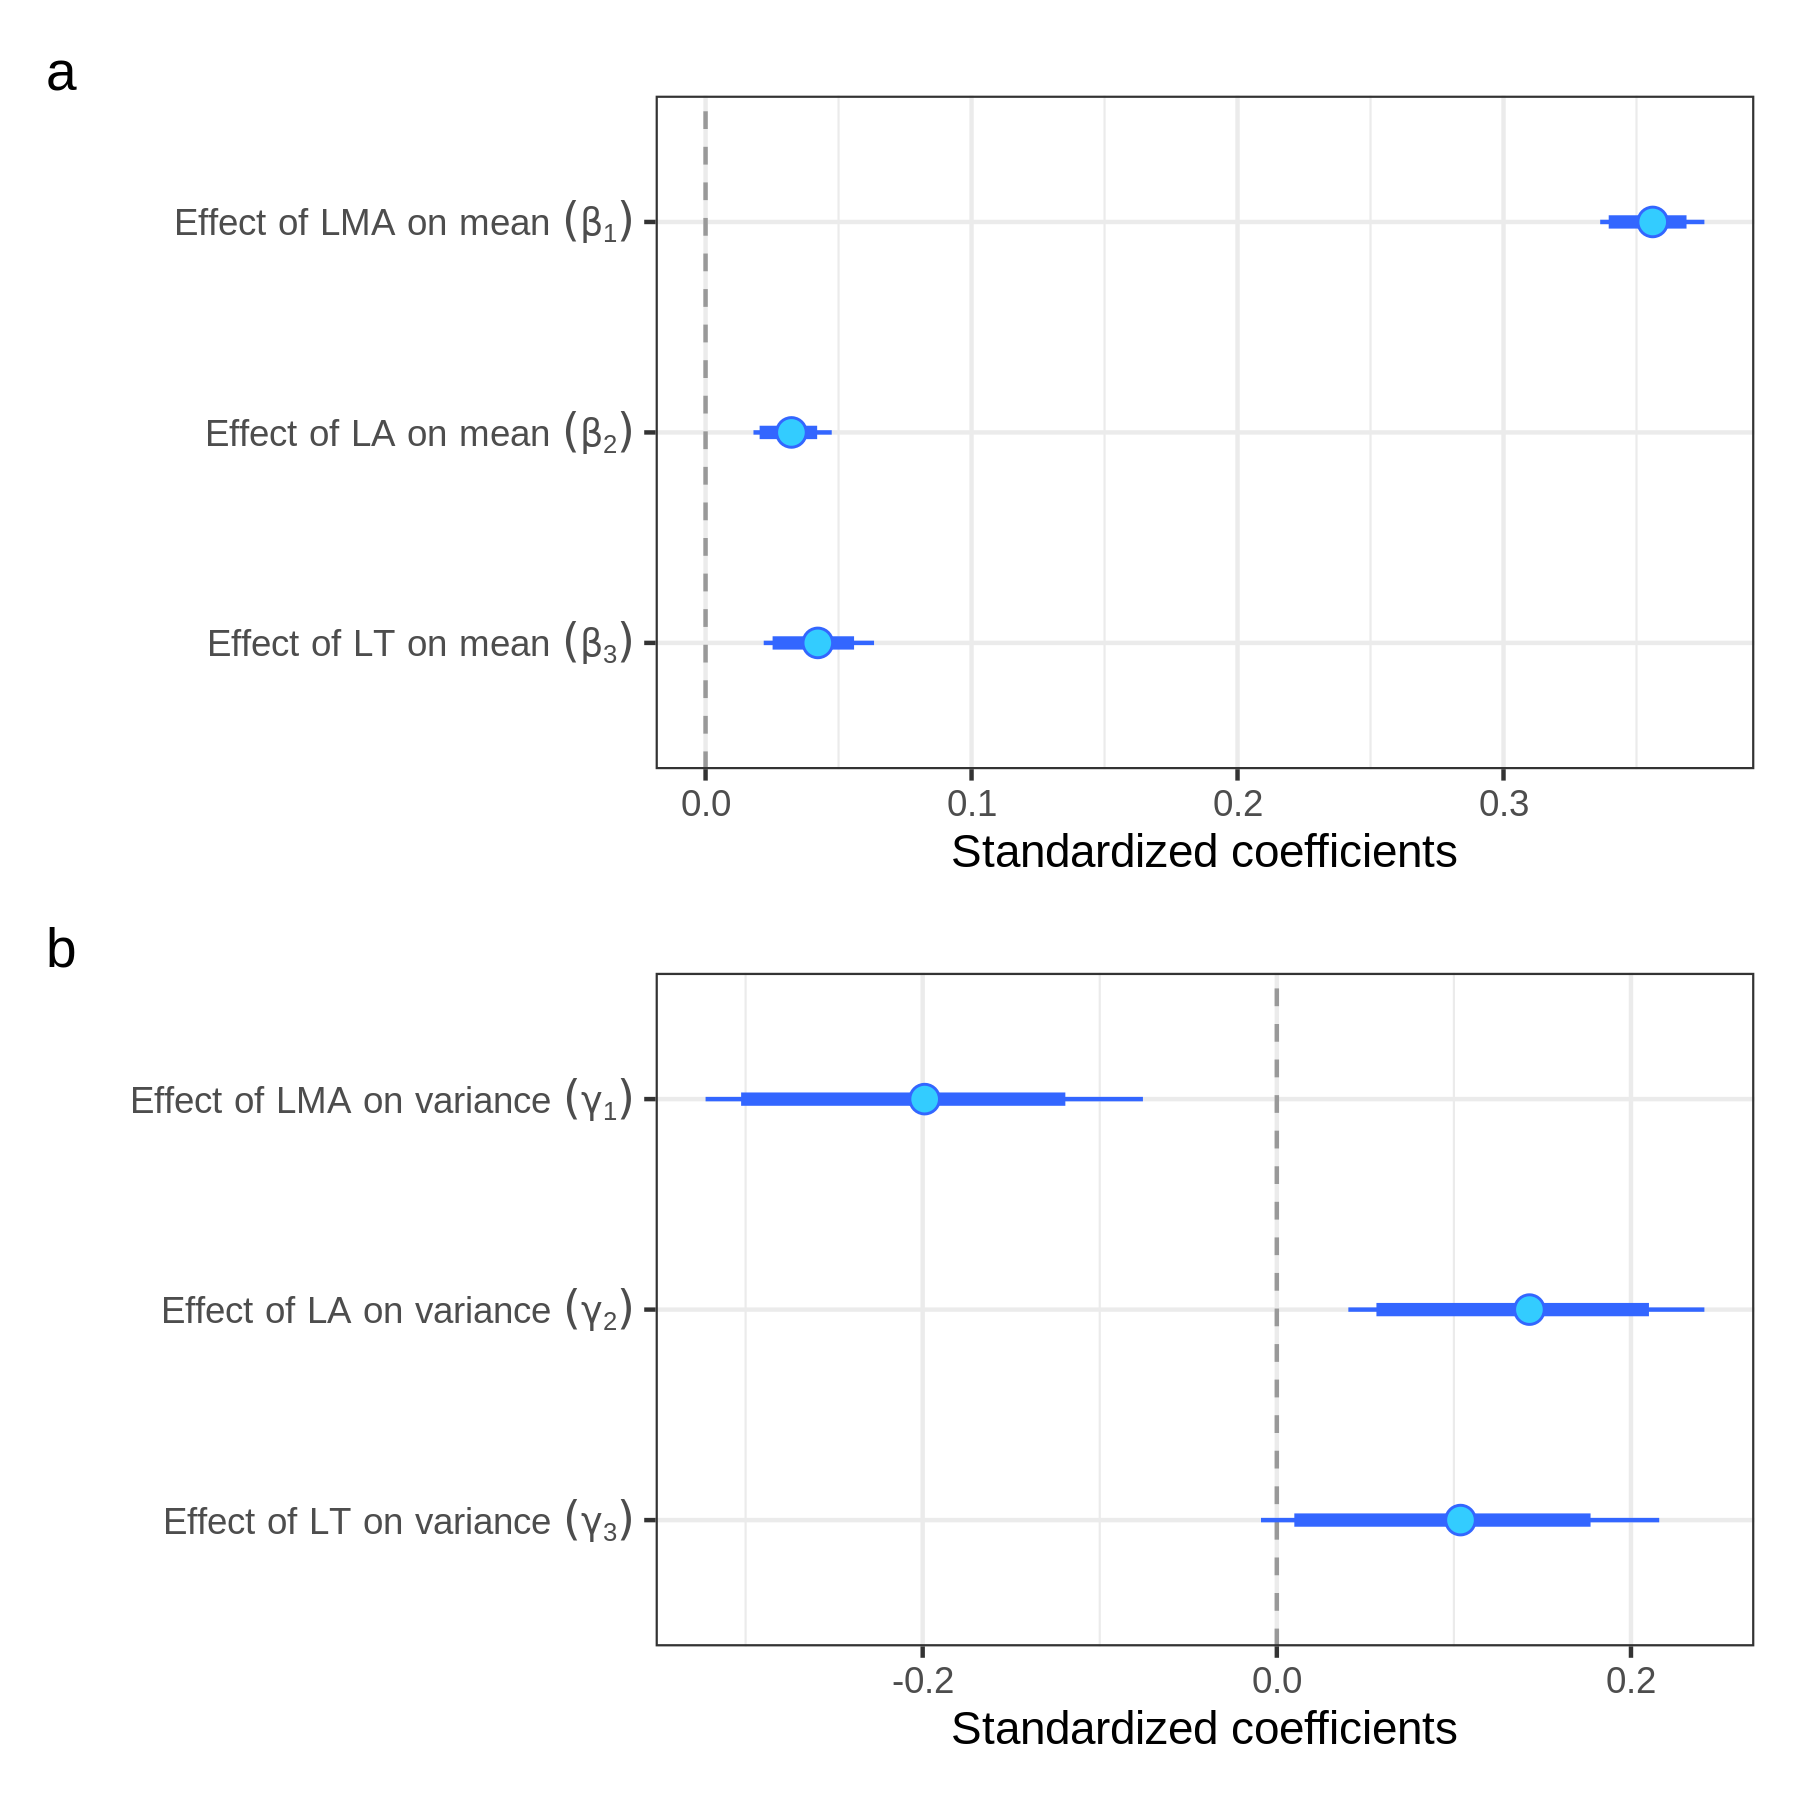 a
Effect of LMA on mean (β₁)
Effect of LA on mean (β₂)
Effect of LT on mean (β₃)
0.0 0.1 0.2 0.3
Standardized coefficients
b
Effect of LMA on variance (γ₁)
Effect of LA on variance (γ₂)
Effect of LT on variance (γ₃)
-0.2 0.0 0.2
Standardized coefficients